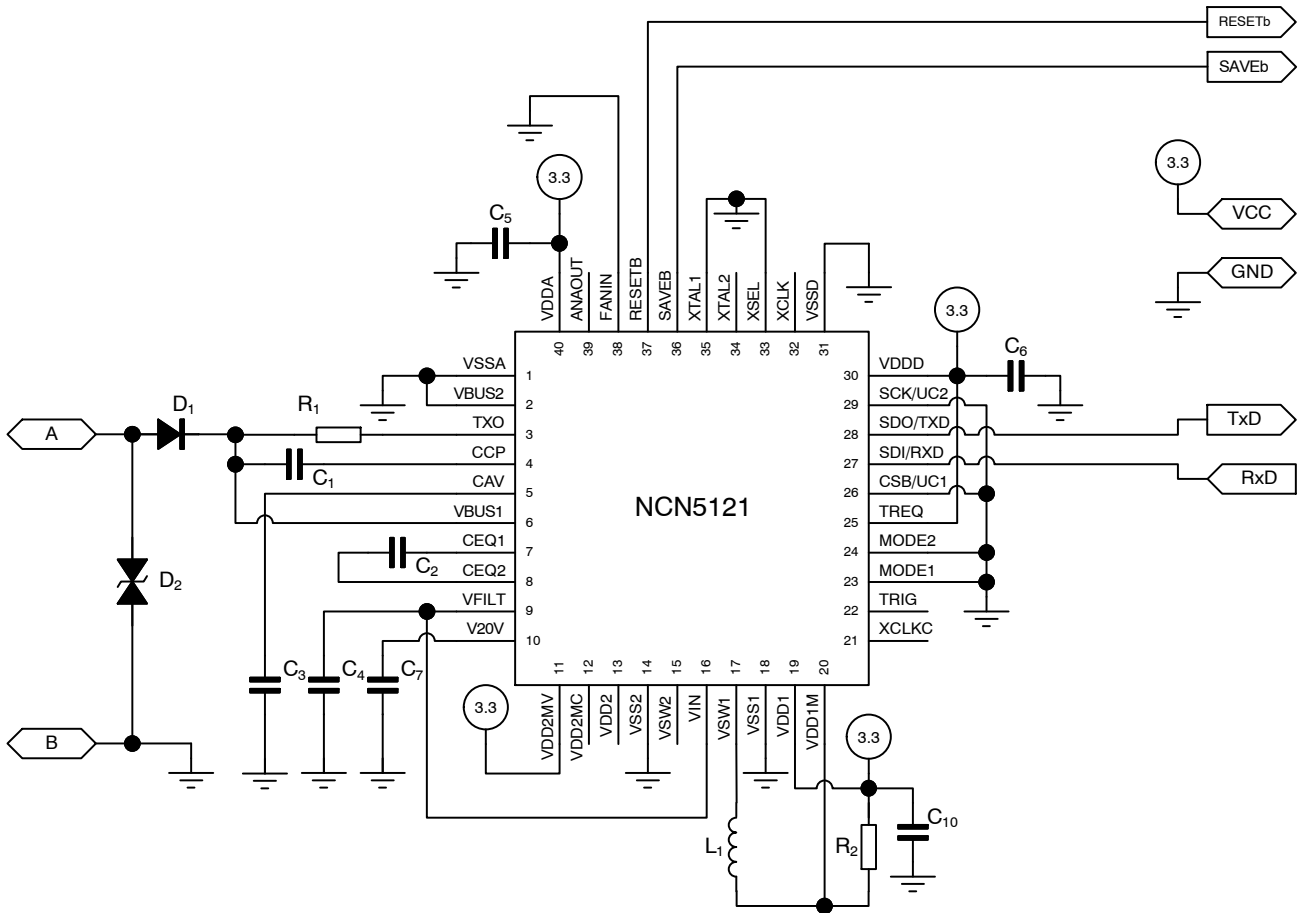 RESETb
SAVEb
3.3
VCC
GND
3.3
C5
VDDA
ANAOUT
FANIN
RESETB
SAVEB
XTAL1
XTAL2
XSEL
XCLK
VSSD
40
39
38
37
36
35
34
33
32
31
3.3
C6
VSSA
1
VBUS2
2
TXO
3
CCP
4
CAV
5
VBUS1
6
CEQ1
7
CEQ2
8
VFILT
9
V20V
10
A
D1
R1
C1
C2
D2
C3
C4
C7
B
NCN5121
30
VDDD
29
SCK/UC2
28
SDO/TXD
27
SDI/RXD
26
CSB/UC1
25
TREQ
24
MODE2
23
MODE1
22
TRIG
21
XCLKC
TxD
RxD
11
12
13
14
15
16
17
18
19
20
VDD2MV
VDD2MC
VDD2
VSS2
VSW2
VIN
VSW1
VSS1
VDD1
VDD1M
3.3
3.3
L1
R2
C10